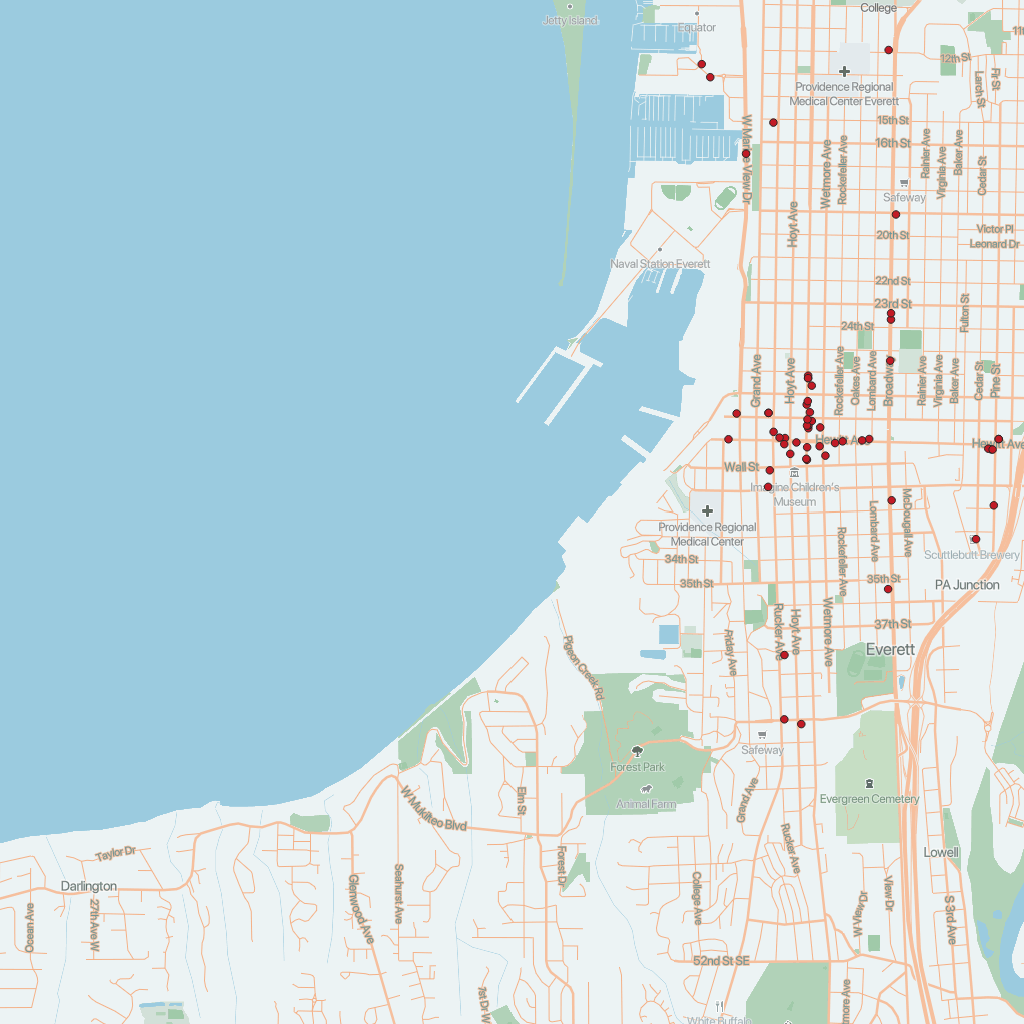 College
Jetty Island
Equator
11th
12th St
Larch St
Fir St
Providence Regional
Medical Center Everett
15th St
W Marine View Dr
16th St
Wetmore Ave
Rockefeller Ave
Rainier Ave
Virginia Ave
Baker Ave
Cedar St
Safeway
Hoyt Ave
20th St
Victor Pl
Leonard Dr
Naval Station Everett
22nd St
23rd St
Fulton St
24th St
Grand Ave
Hoyt Ave
Rockefeller Ave
Oakes Ave
Lombard Ave
Broadway
Rainier Ave
Virginia Ave
Baker Ave
Cedar St
Pine St
Hewitt Ave
Hewitt Ave
Wall St
Imagine Children's
Museum
Providence Regional
Medical Center
Lombard Ave
McDougall Ave
Rockefeller Ave
Scuttlebutt Brewery
34th St
35th St
35th St
PA Junction
Rucker Ave
Hoyt Ave
Wetmore Ave
37th St
Riday Ave
Everett
Pigeon Creek Rd
Safeway
Forest Park
Animal Farm
Grand Ave
Evergreen Cemetery
W Mukilteo Blvd
Elm St
Rucker Ave
Taylor Dr
Lowell
Darlington
Forest Dr
Seahurst Ave
Glenwood Ave
College Ave
View Dr
W View Dr
S 3rd Ave
Ocean Ave
27th Ave W
52nd St SE
7th Dr W
White Buffalo